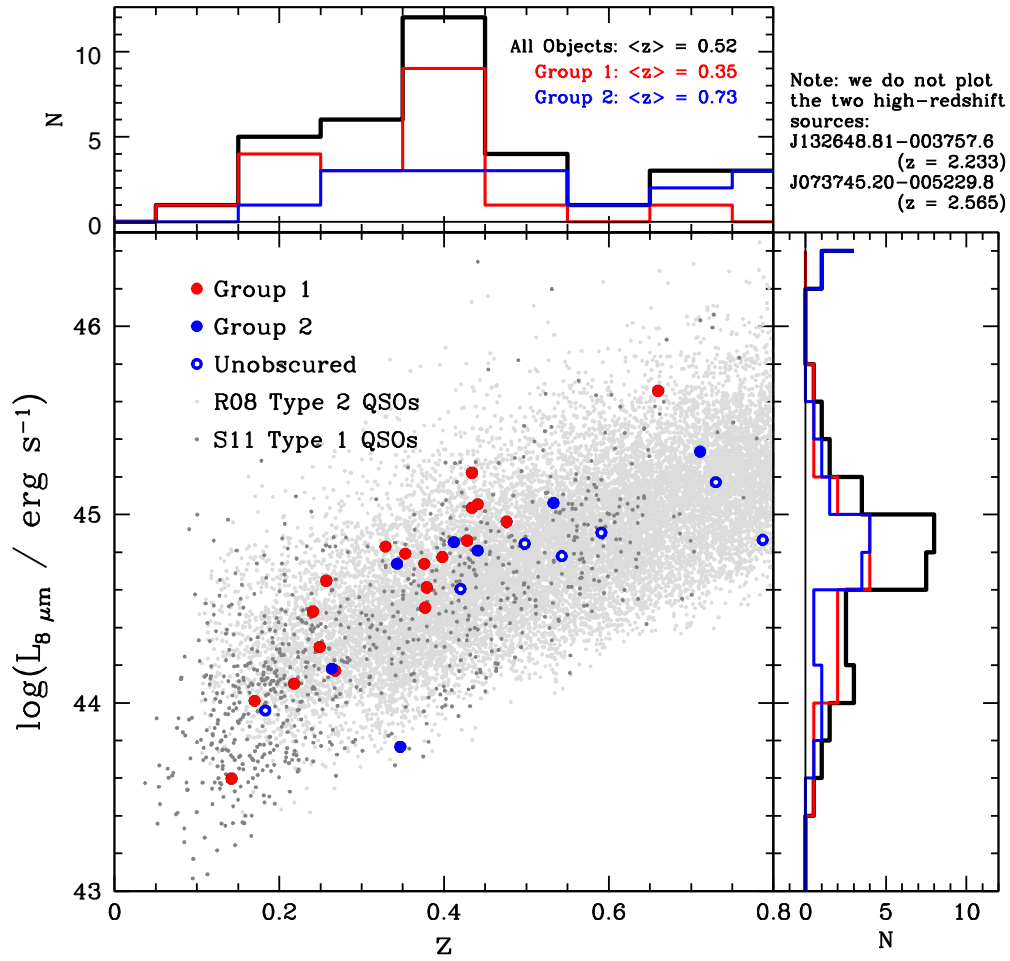 N
10
5
0
All Objects: <z> = 0.52
Group 1: <z> = 0.35
Group 2: <z> = 0.73
Note: we do not plot
the two high-redshift
sources:
J132648.81-003757.6
(z = 2.233)
J073745.20-005229.8
(z = 2.565)
log(L8 μm / erg s−1)
46
45
44
43
Group 1
Group 2
Unobscured
R08 Type 2 QSOs
S11 Type 1 QSOs
0 0.2 0.4 0.6 0.8
z
0 5 10
N